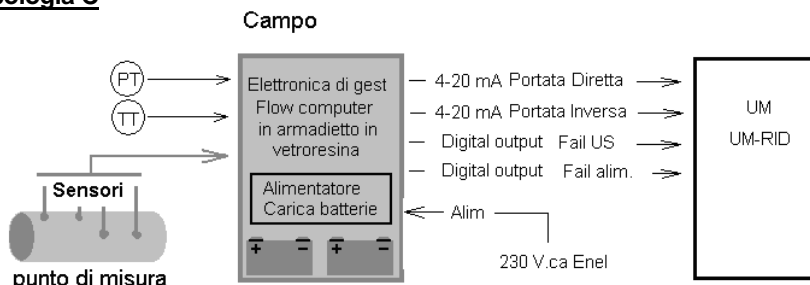 Campo
PT
TT
Elettronica di gest
Flow computer
in armadietto in
vetroresina
Alimentatore
Carica batterie
+ − + −
Sensori
punto di misura
4-20 mA Portata Diretta
4-20 mA Portata Inversa
Digital output Fail US
Digital output Fail alim.
Alim
230 V.ca Enel
UM
UM-RID